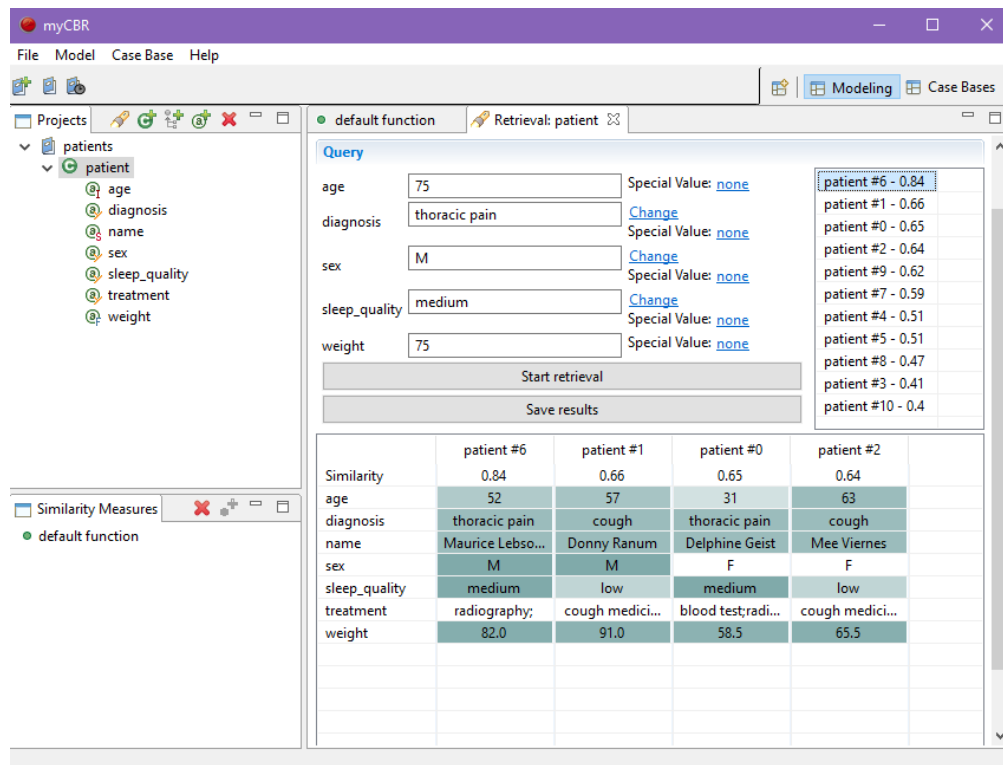 myCBR
File Model Case Base Help
Modeling Case Bases
Projects
patients
patient
age
diagnosis
name
sex
sleep_quality
treatment
weight
Similarity Measures
default function
default function Retrieval: patient
Query
age 75 Special Value: none
diagnosis thoracic pain Change
Special Value: none
sex M Change
Special Value: none
sleep_quality medium Change
Special Value: none
weight 75 Special Value: none
Start retrieval
Save results
patient #6 - 0.84
patient #1 - 0.66
patient #0 - 0.65
patient #2 - 0.64
patient #9 - 0.62
patient #7 - 0.59
patient #4 - 0.51
patient #5 - 0.51
patient #8 - 0.47
patient #3 - 0.41
patient #10 - 0.4
patient #6 patient #1 patient #0 patient #2
Similarity 0.84 0.66 0.65 0.64
age 52 57 31 63
diagnosis thoracic pain cough thoracic pain cough
name Maurice Lebso... Donny Ranum Delphine Geist Mee Viernes
sex M M F F
sleep_quality medium low medium low
treatment radiography; cough medici... blood test;radi... cough medici...
weight 82.0 91.0 58.5 65.5